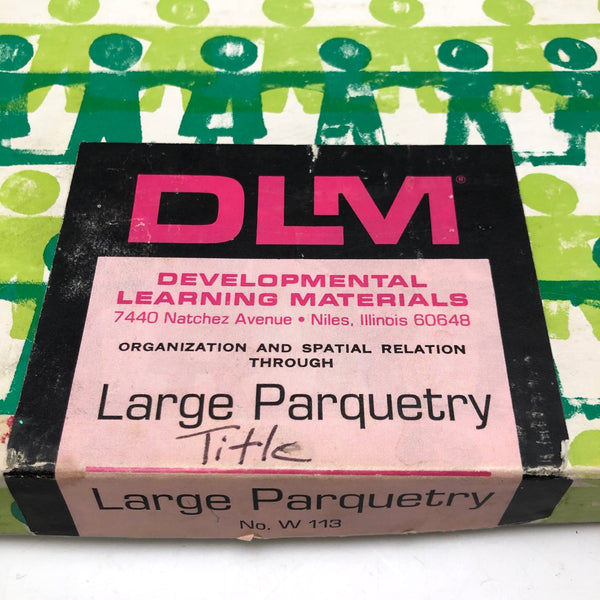 DLM®
DEVELOPMENTAL
LEARNING MATERIALS
7440 Natchez Avenue • Niles, Illinois 60648
ORGANIZATION AND SPATIAL RELATION
THROUGH
Large Parquetry
Title
Large Parquetry
No. W 113